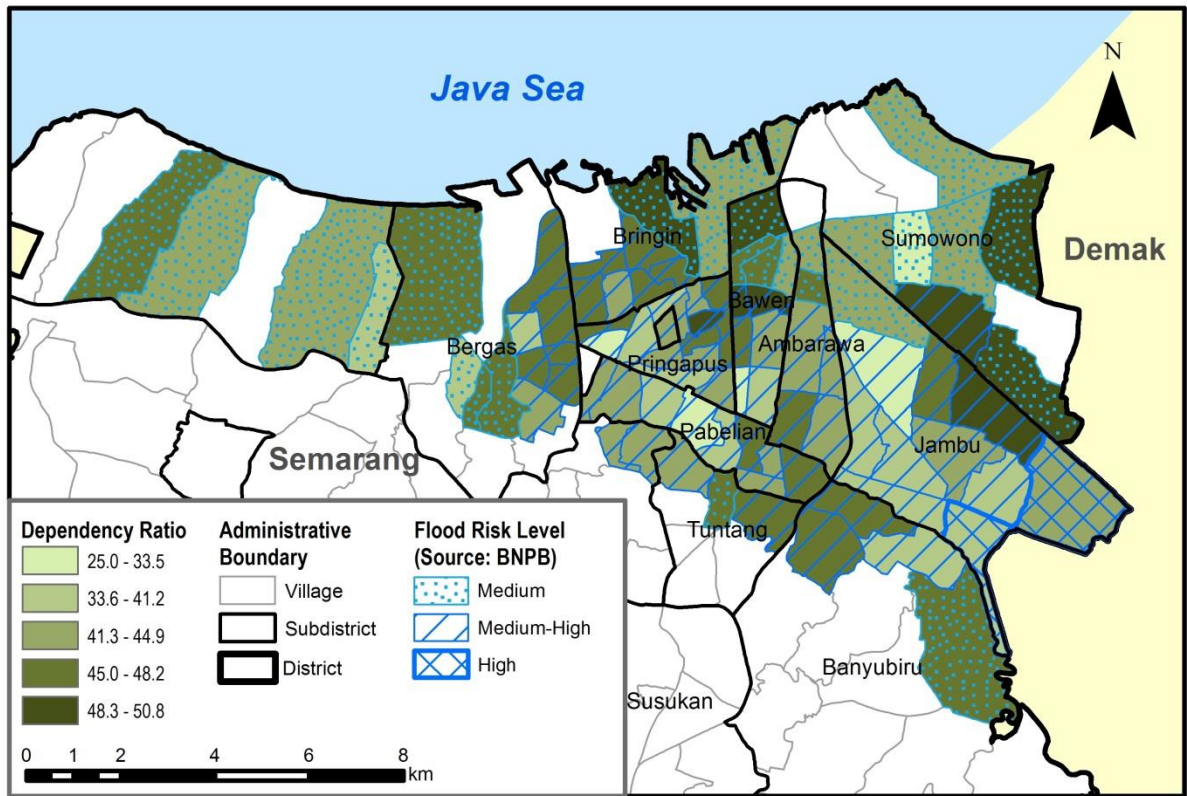 Java Sea
N
Bringin
Sumowono
Demak
Bawen
Bergas
Ambarawa
Pringapus
Pabelian
Jambu
Semarang
Tuntang
Banyubiru
Susukan
Dependency Ratio
25.0 - 33.5
33.6 - 41.2
41.3 - 44.9
45.0 - 48.2
48.3 - 50.8
Administrative
Boundary
Village
Subdistrict
District
Flood Risk Level
(Source: BNPB)
Medium
Medium-High
High
0 1 2 4 6 8
km